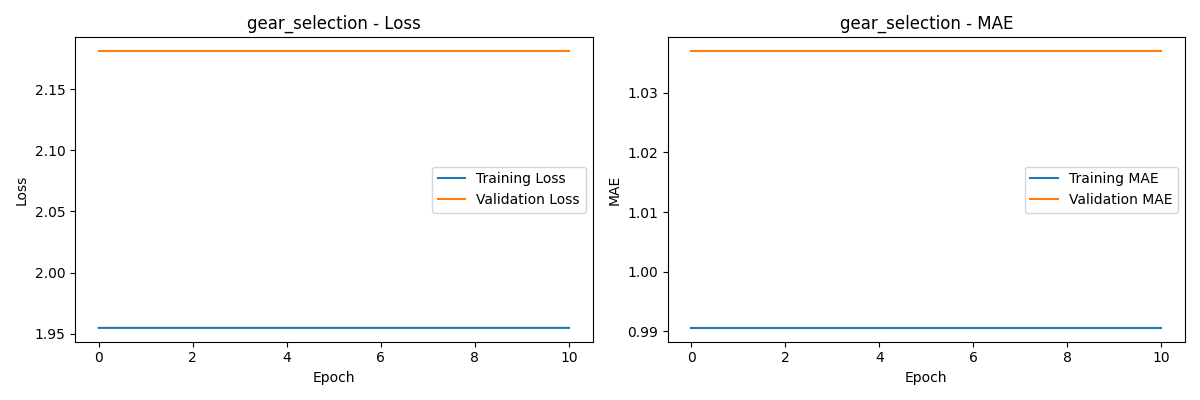 gear_selection - Loss
Loss
2.15
2.10
2.05
2.00
1.95
Training Loss
Validation Loss
0 2 4 6 8 10
Epoch
gear_selection - MAE
MAE
1.03
1.02
1.01
1.00
0.99
Training MAE
Validation MAE
0 2 4 6 8 10
Epoch